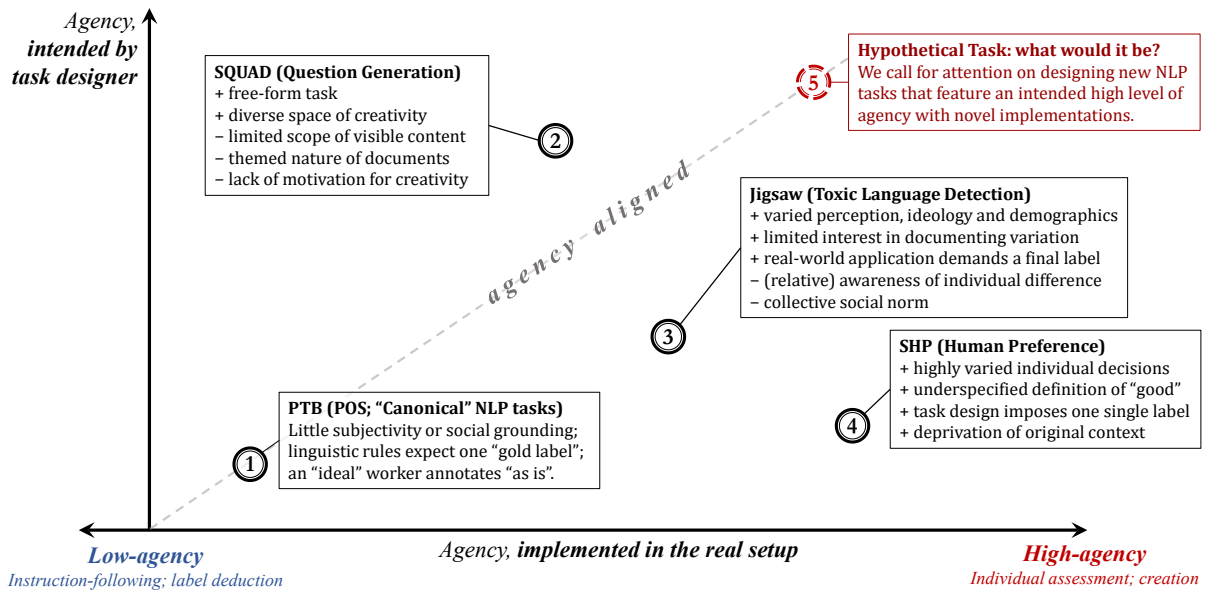 Agency,
intended by
task designer
SQUAD (Question Generation)
+ free-form task
+ diverse space of creativity
− limited scope of visible content
− themed nature of documents
− lack of motivation for creativity
2
Hypothetical Task: what would it be?
We call for attention on designing new NLP
tasks that feature an intended high level of
agency with novel implementations.
5
agency aligned
Jigsaw (Toxic Language Detection)
+ varied perception, ideology and demographics
+ limited interest in documenting variation
+ real-world application demands a final label
− (relative) awareness of individual difference
− collective social norm
3
SHP (Human Preference)
+ highly varied individual decisions
+ underspecified definition of “good”
+ task design imposes one single label
+ deprivation of original context
4
PTB (POS; “Canonical” NLP tasks)
Little subjectivity or social grounding;
linguistic rules expect one “gold label”;
an “ideal” worker annotates “as is”.
1
Low-agency
Instruction-following; label deduction
Agency, implemented in the real setup
High-agency
Individual assessment; creation